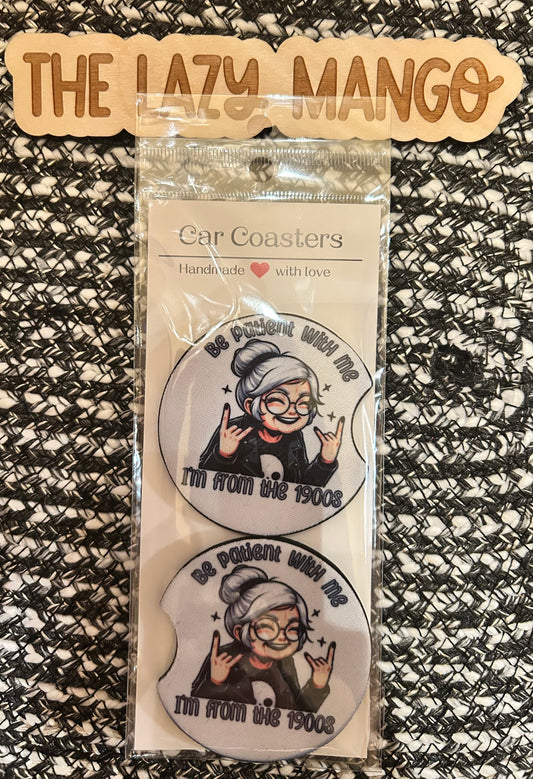 THE LAZY MANGO
Car Coasters
Handmade ❤ with love
Be Patient With Me
I'm from the 1900s
Be Patient With Me
I'm from the 1900s